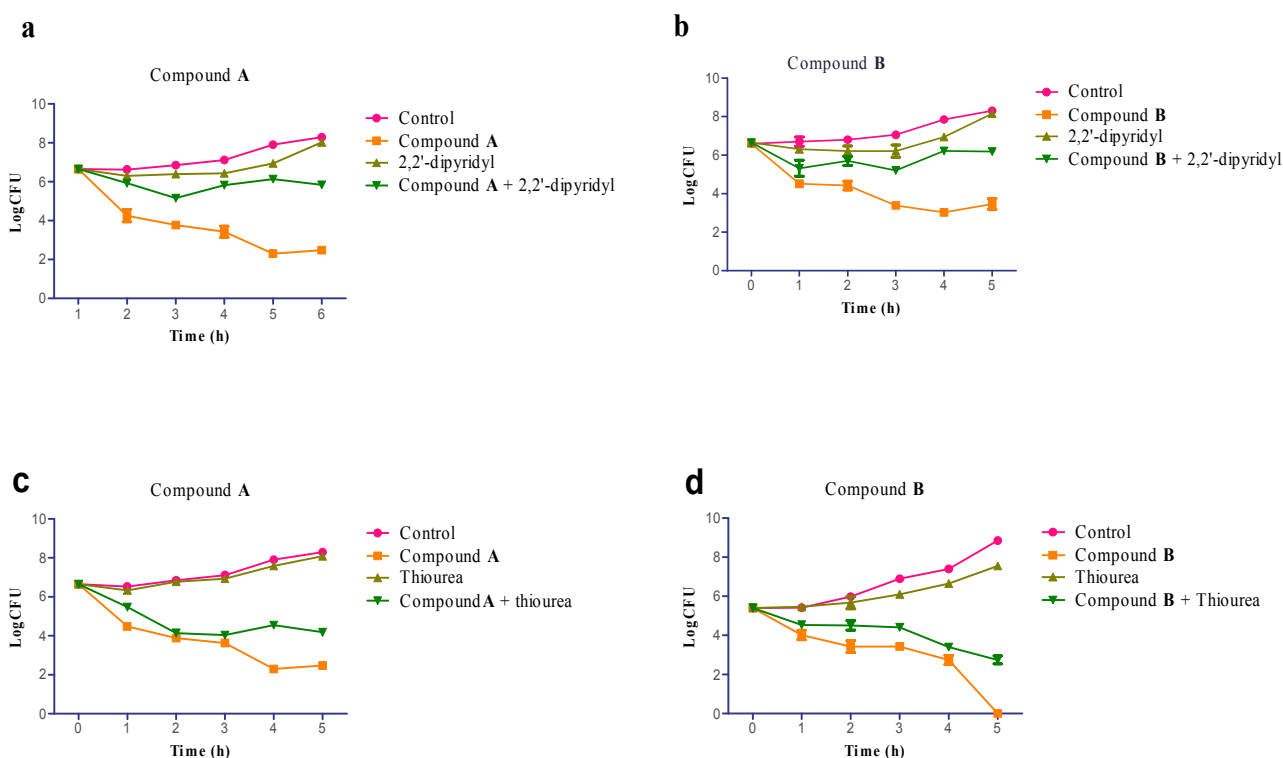 a
Compound A
10
8
6
4
2
0
LogCFU
1 2 3 4 5 6
Time (h)
Control
Compound A
2,2'-dipyridyl
Compound A + 2,2'-dipyridyl
b
Compound B
10
8
6
4
2
0
LogCFU
0 1 2 3 4 5
Time (h)
Control
Compound B
2,2'-dipyridyl
Compound B + 2,2'-dipyridyl
c
Compound A
10
8
6
4
2
0
LogCFU
0 1 2 3 4 5
Time (h)
Control
Compound A
Thiourea
Compound A + thiourea
d
Compound B
10
8
6
4
2
0
LogCFU
0 1 2 3 4 5
Time (h)
Control
Compound B
Thiourea
Compound B + Thiourea